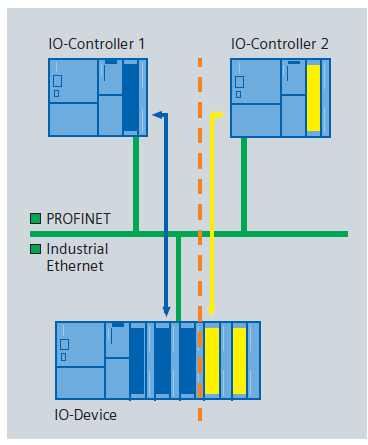 IO-Controller 1
IO-Controller 2
PROFINET
Industrial
Ethernet
IO-Device